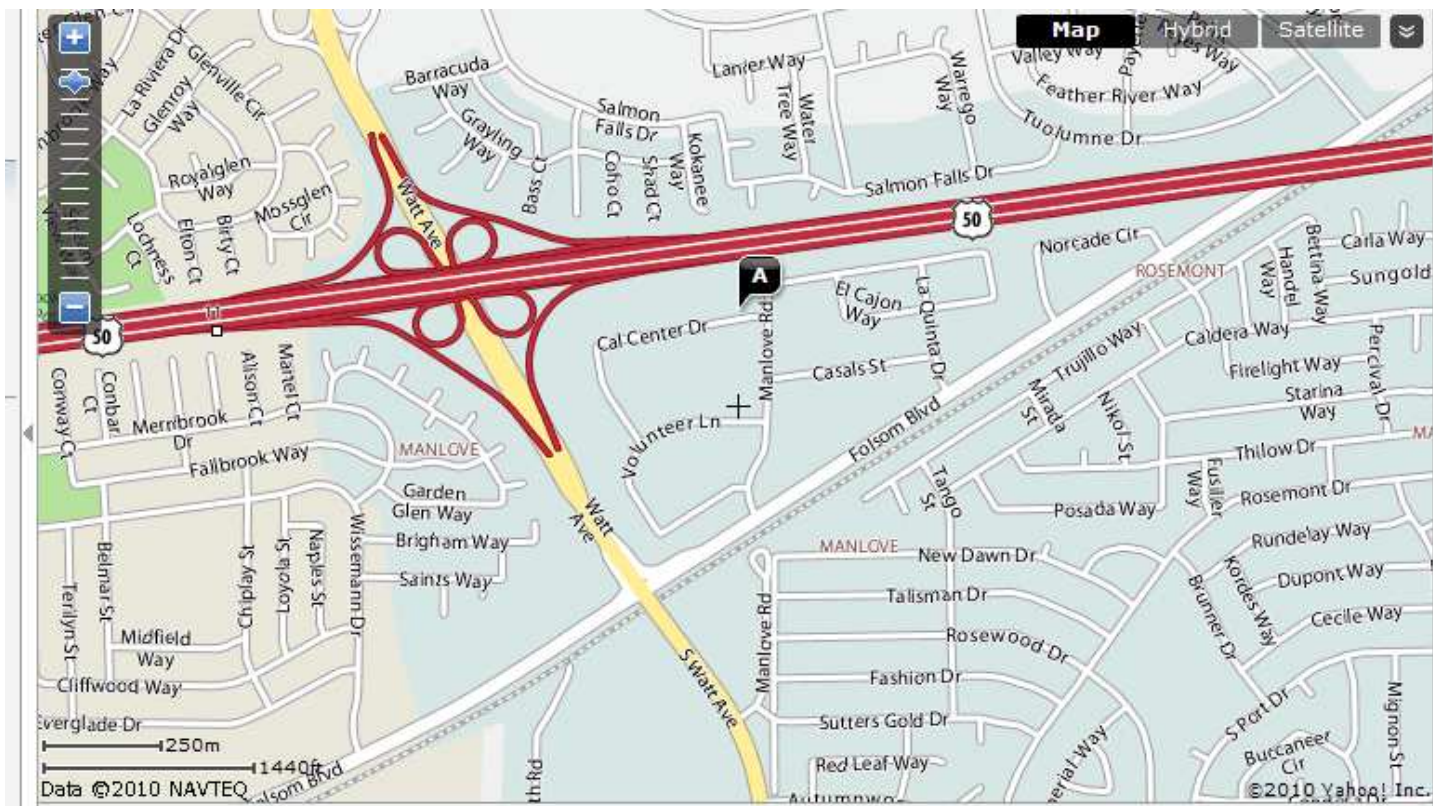 Map
Hybrid
Satellite
La Riviera Dr
Glenville Cir
Glenroy
Way
Barracuda
Way
Lanier Way
Warrego
Way
Valley Way
Feather River Way
Tuolumne Dr
Salmon
Falls Dr
Grayling
Way
Water
Tree Way
Kokanee
Way
Royalglen
Way
Mossglen
Cir
Bass Ct
Coho Ct
Shad Ct
Salmon Falls Dr
Watt Ave
Lochness
Ct
Elton Ct
Birty Ct
50
Norcade Cir
Bettina Way
Carla Way
Handel
Way
Sungold
ROSEMONT
A
El Cajon
Way
La Quinta Dr
50
Cal Center Dr
Manlove Rd
Trujillo Way
Caldera Way
Percival Dr
Firelight Way
Casals St
Starina
Way
Conway Ct
Conbar
Ct
Alison Ct
Martel Ct
Merribrook
Dr
Mirada
St
Nikol St
Volunteer Ln
Folsom Blvd
MANLOVE
Fallbrook Way
Thilow Dr
MA
Garden
Glen Way
Tango
St
Fusilier
Way
Rosemont Dr
Posada Way
Watt
Ave
Brigham Way
Rundelay Way
MANLOVE
New Dawn Dr
Wissemann Dr
Belmar St
Chiplay St
Loyola St
Naples St
Saints Way
Terilyn St
Talisman Dr
Kordes Way
Dupont Way
Brunner Dr
Cecile Way
Manlove Rd
Midfield
Way
Rosewood Dr
S Watt Ave
Fashion Dr
Cliffwood Way
Mignon St
S Port Dr
Everglade Dr
Sutters Gold Dr
250m
Buccaneer
Cir
Red Leaf Way
1440ft
Folsom Blvd
th Rd
erial Way
Data ©2010 NAVTEQ
©2010 Yahoo! Inc.